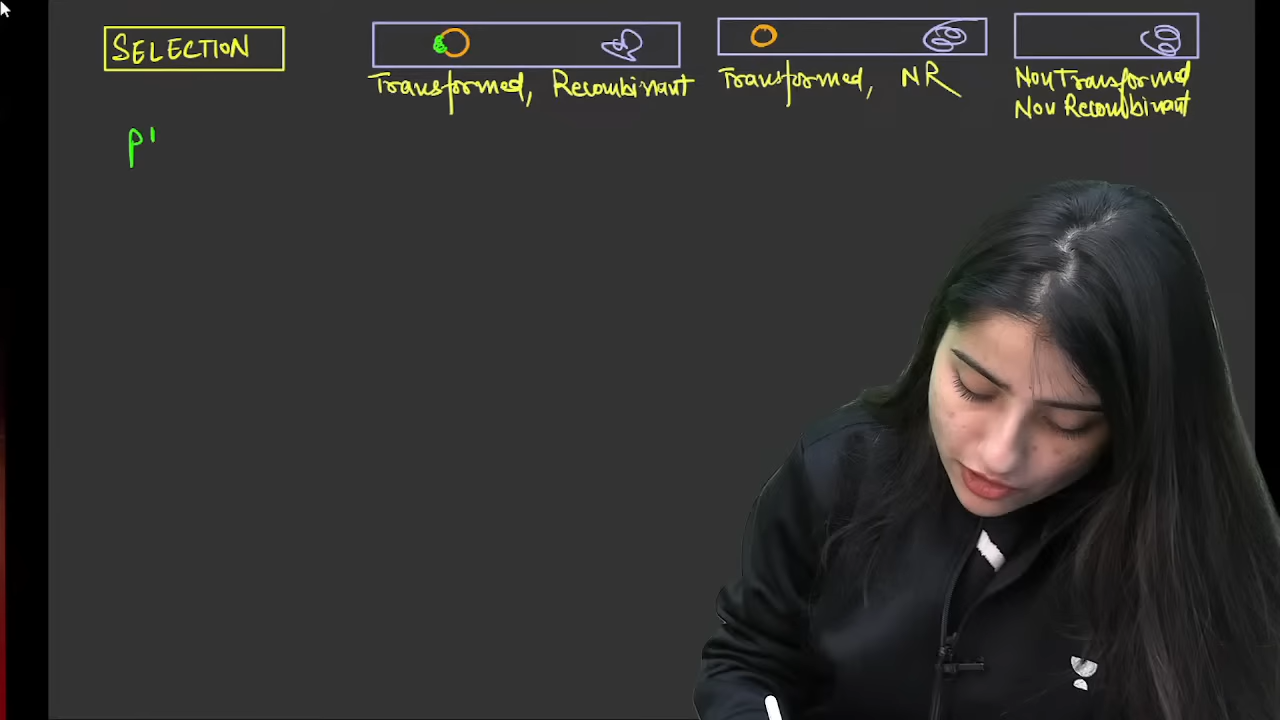 SELECTION
Transformed, Recombinant
Transformed, NR
Non Transformed
Non Recombinant
p'